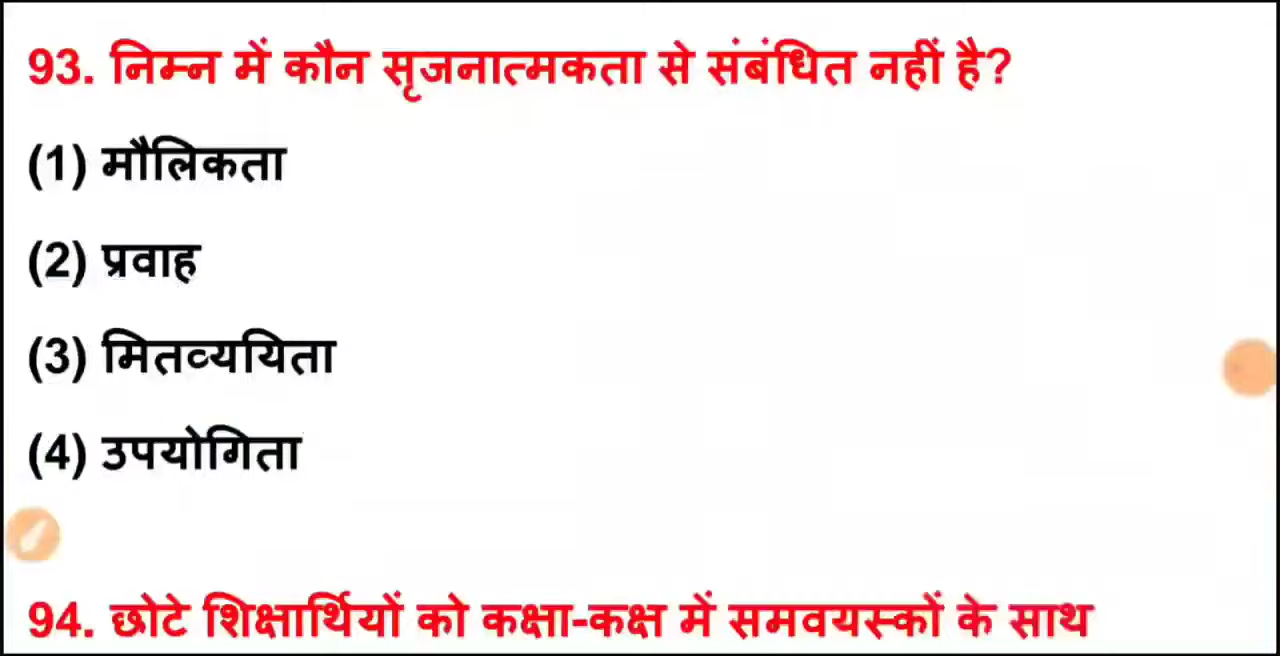 93. निम्न में कौन सृजनात्मकता से संबंधित नहीं है?
(1) मौलिकता
(2) प्रवाह
(3) मितव्ययिता
(4) उपयोगिता
94. छोटे शिक्षार्थियों को कक्षा-कक्ष में समवयस्कों के साथ